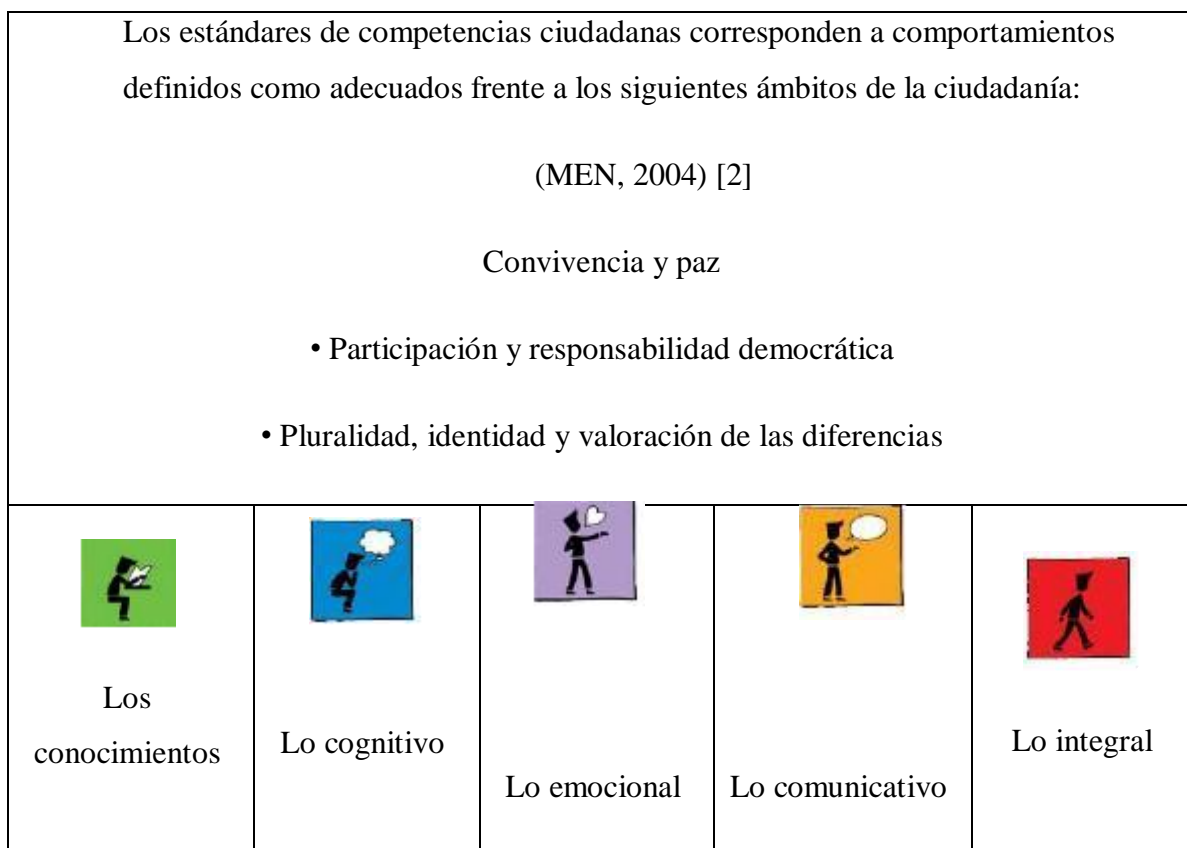 Los estándares de competencias ciudadanas corresponden a comportamientos
definidos como adecuados frente a los siguientes ámbitos de la ciudadanía:
(MEN, 2004) [2]
Convivencia y paz
• Participación y responsabilidad democrática
• Pluralidad, identidad y valoración de las diferencias
Los
conocimientos
Lo cognitivo
Lo emocional
Lo comunicativo
Lo integral